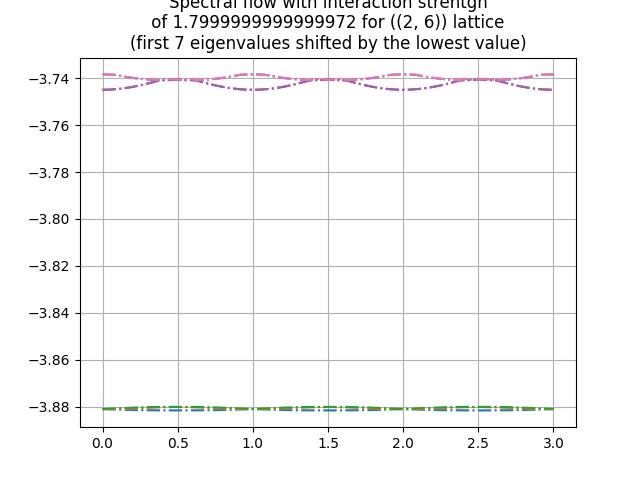 Spectral flow with interaction strentgh
of 1.7999999999999972 for ((2, 6)) lattice
(first 7 eigenvalues shifted by the lowest value)
−3.74
−3.76
−3.78
−3.80
−3.82
−3.84
−3.86
−3.88
0.0 0.5 1.0 1.5 2.0 2.5 3.0